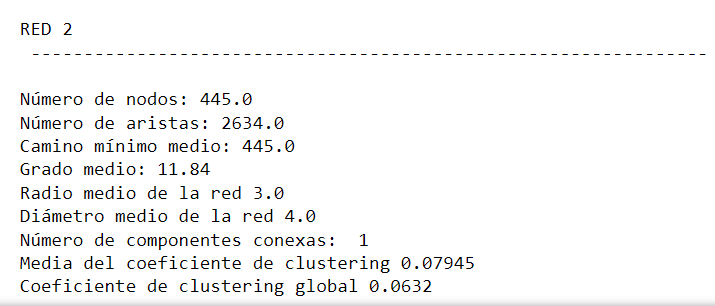 RED 2
----------------------------------------------------------------
Número de nodos: 445.0
Número de aristas: 2634.0
Camino mínimo medio: 445.0
Grado medio: 11.84
Radio medio de la red 3.0
Diámetro medio de la red 4.0
Número de componentes conexas:  1
Media del coeficiente de clustering 0.07945
Coeficiente de clustering global 0.0632